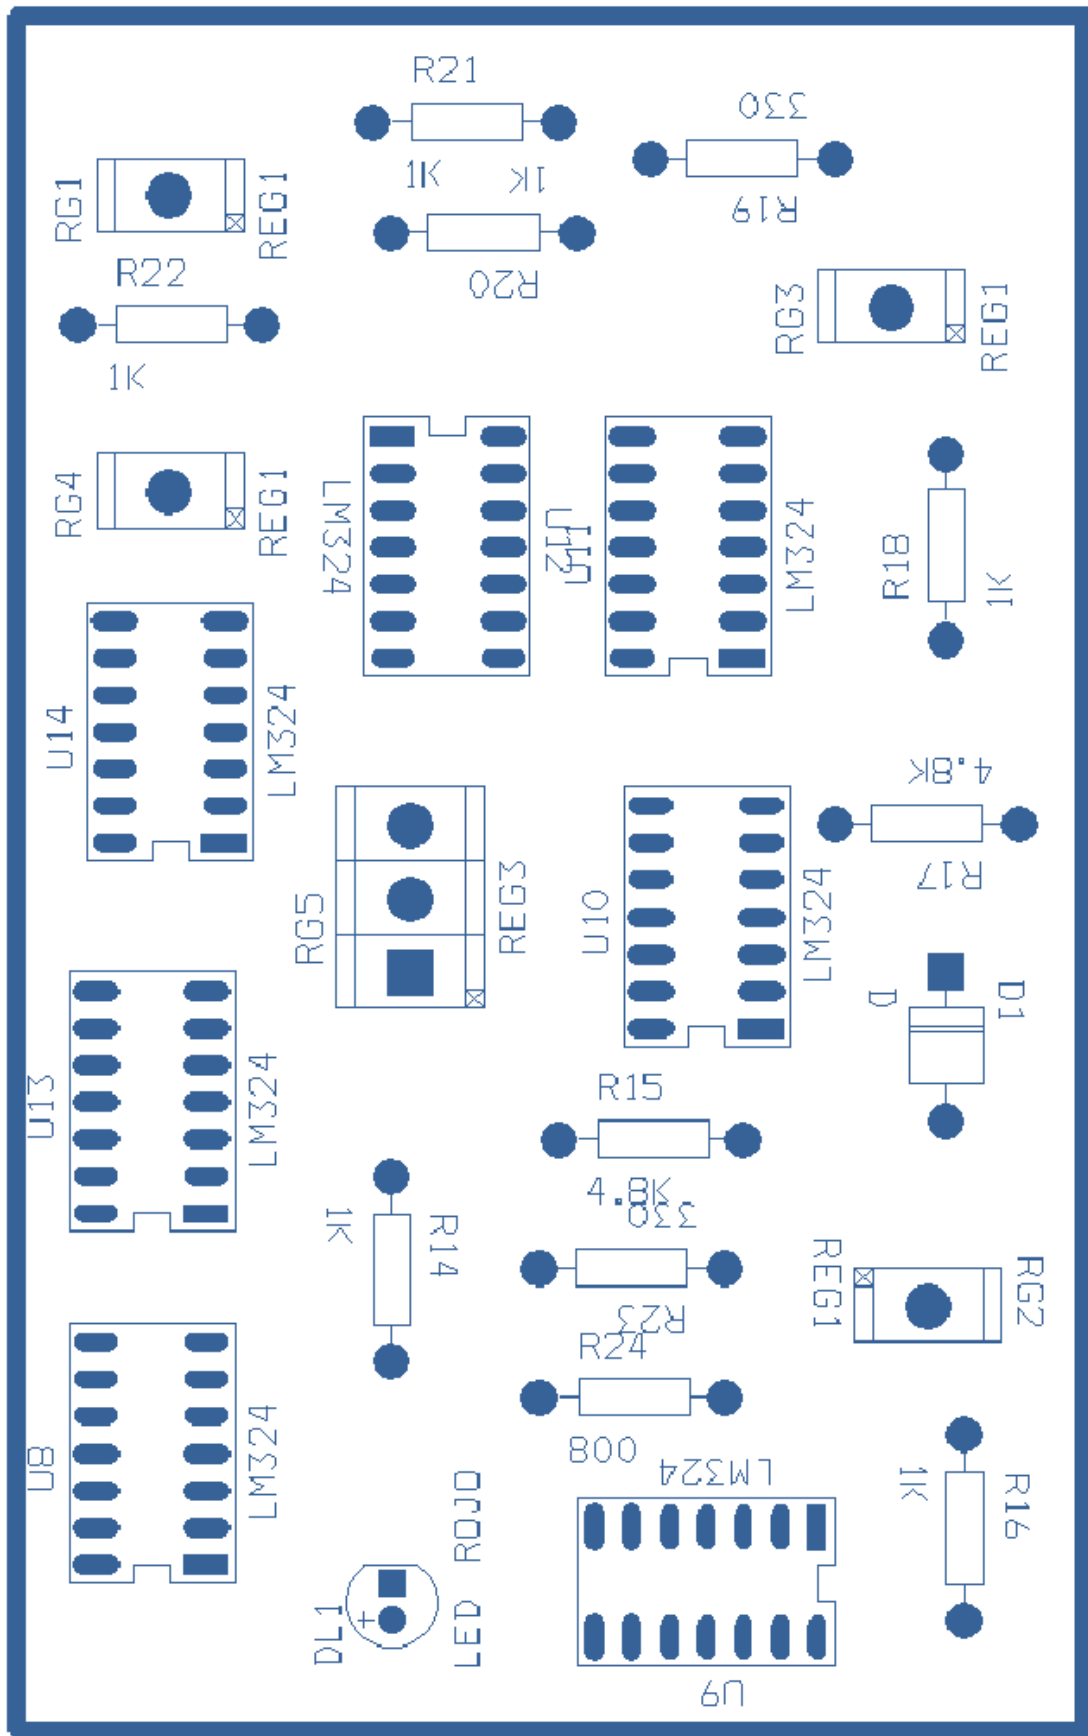 R21
330
1K
1K
R19
RG1
REG1
R20
R22
RG3
REG1
1K
RG4
REG1
LM324
U12
U11
LM324
R18
1K
U14
LM324
4.8K
R17
RG5
REG3
U10
LM324
D
D1
U13
LM324
R15
4.8K
1K
R14
330
REG1
RG2
R23
R24
800
U8
LM324
LM324
1K
R16
DL1
+
LED ROJO
U9